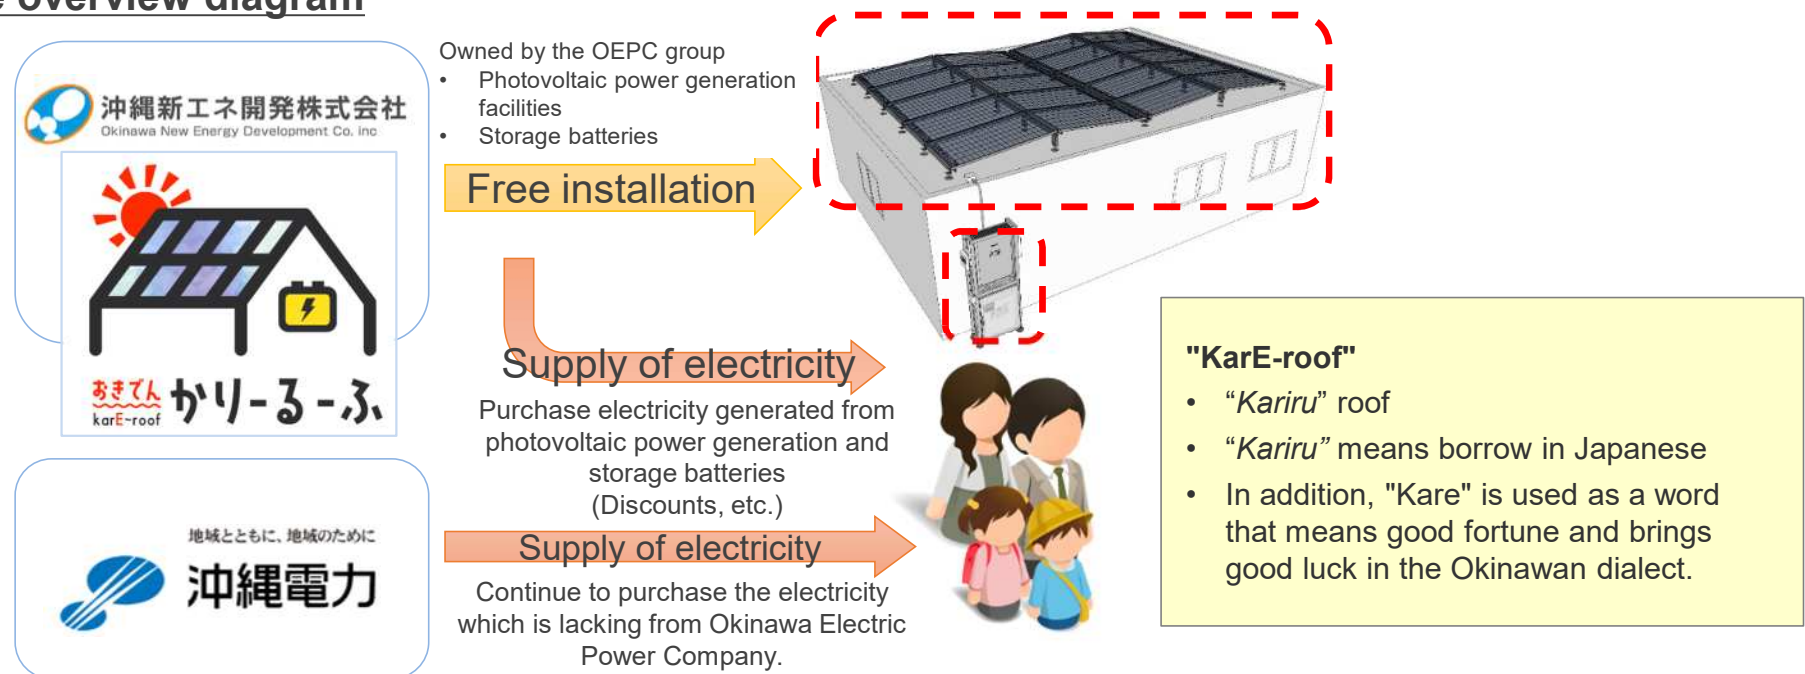 e overview diagram
沖縄新エネ開発株式会社
Okinawa New Energy Development Co. inc
おきでん
karE-roof
かりーるーふ
地域とともに、地域のために
沖縄電力
Owned by the OEPC group
• Photovoltaic power generation
facilities
• Storage batteries
Free installation
Supply of electricity
Purchase electricity generated from
photovoltaic power generation and
storage batteries
(Discounts, etc.)
Supply of electricity
Continue to purchase the electricity
which is lacking from Okinawa Electric
Power Company.
"KarE-roof"
• “Kariru” roof
• “Kariru” means borrow in Japanese
• In addition, "Kare" is used as a word
that means good fortune and brings
good luck in the Okinawan dialect.